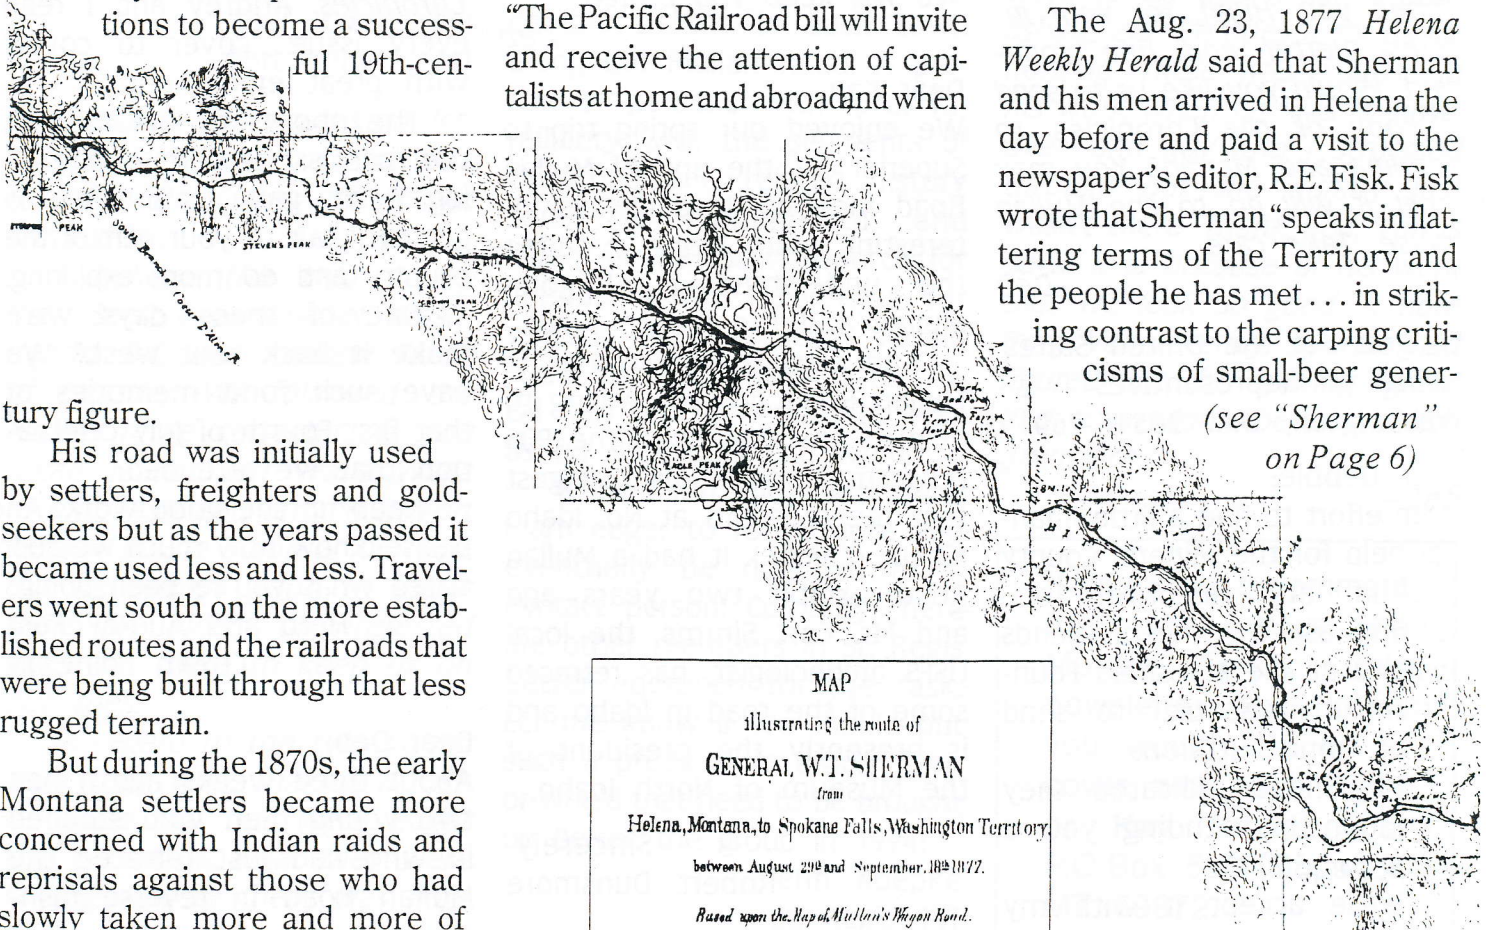 tions to become a success-
ful 19th-cen-
tury figure.
His road was initially used
by settlers, freighters and gold-
seekers but as the years passed it
became used less and less. Travel-
ers went south on the more estab-
lished routes and the railroads that
were being built through that less
rugged terrain.
But during the 1870s, the early
Montana settlers became more
concerned with Indian raids and
reprisals against those who had
slowly taken more and more of
“The Pacific Railroad bill will invite
and receive the attention of capi-
talists at home and abroad, and when
The Aug. 23, 1877 Helena
Weekly Herald said that Sherman
and his men arrived in Helena the
day before and paid a visit to the
newspaper’s editor, R.E. Fisk. Fisk
wrote that Sherman “speaks in flat-
tering terms of the Territory and
the people he has met . . . in strik-
ing contrast to the carping criti-
cisms of small-beer gener-
(see “Sherman”
on Page 6)
PEAK
STEVENS PEAK
EAGLE PEAK
MAP
illustrating the route of
GENERAL W.T. SHERMAN
from
Helena, Montana, to Spokane Falls, Washington Territory,
between August 29th and September 18th 1877.
Based upon the Map of Mullan's Wagon Road.